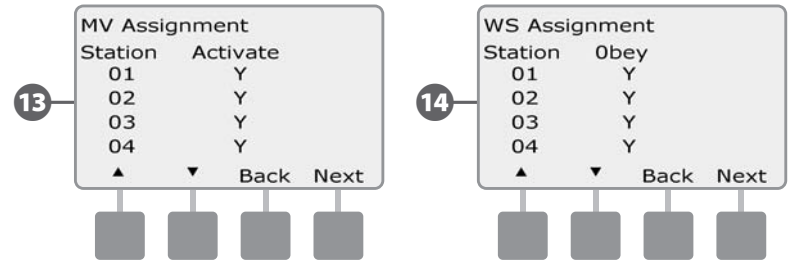 MV Assignment
Station Activate
01 Y
02 Y
03 Y
04 Y
▲ ▼ Back Next
13
WS Assignment
Station 0bey
01 Y
02 Y
03 Y
04 Y
▲ ▼ Back Next
14